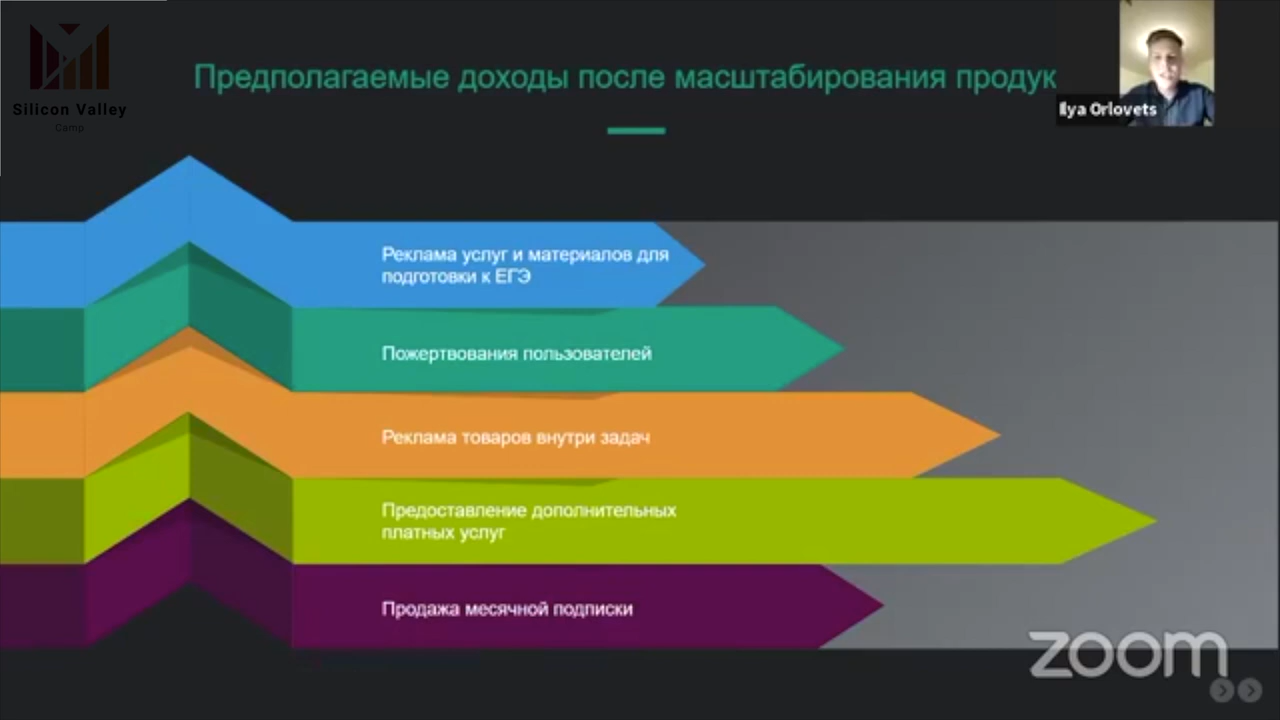 Silicon Valley
Camp
Предполагаемые доходы после масштабирования продук
Ilya Orlovets
Реклама услуг и материалов для
подготовки к ЕГЭ
Пожертвования пользователей
Реклама товаров внутри задач
Предоставление дополнительных
платных услуг
Продажа месячной подписки
zoom